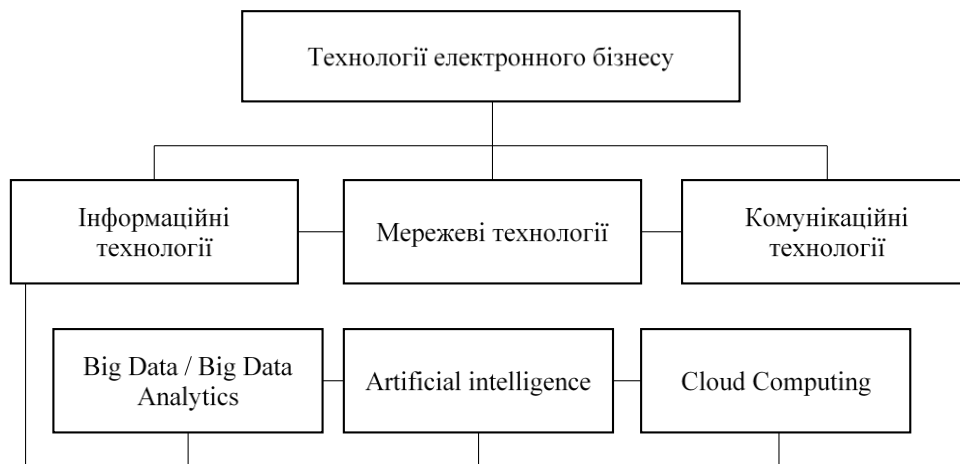 Технології електронного бізнесу
Інформаційні
технології
Мережеві технології
Комунікаційні
технології
Big Data / Big Data
Analytics
Artificial intelligence
Cloud Computing